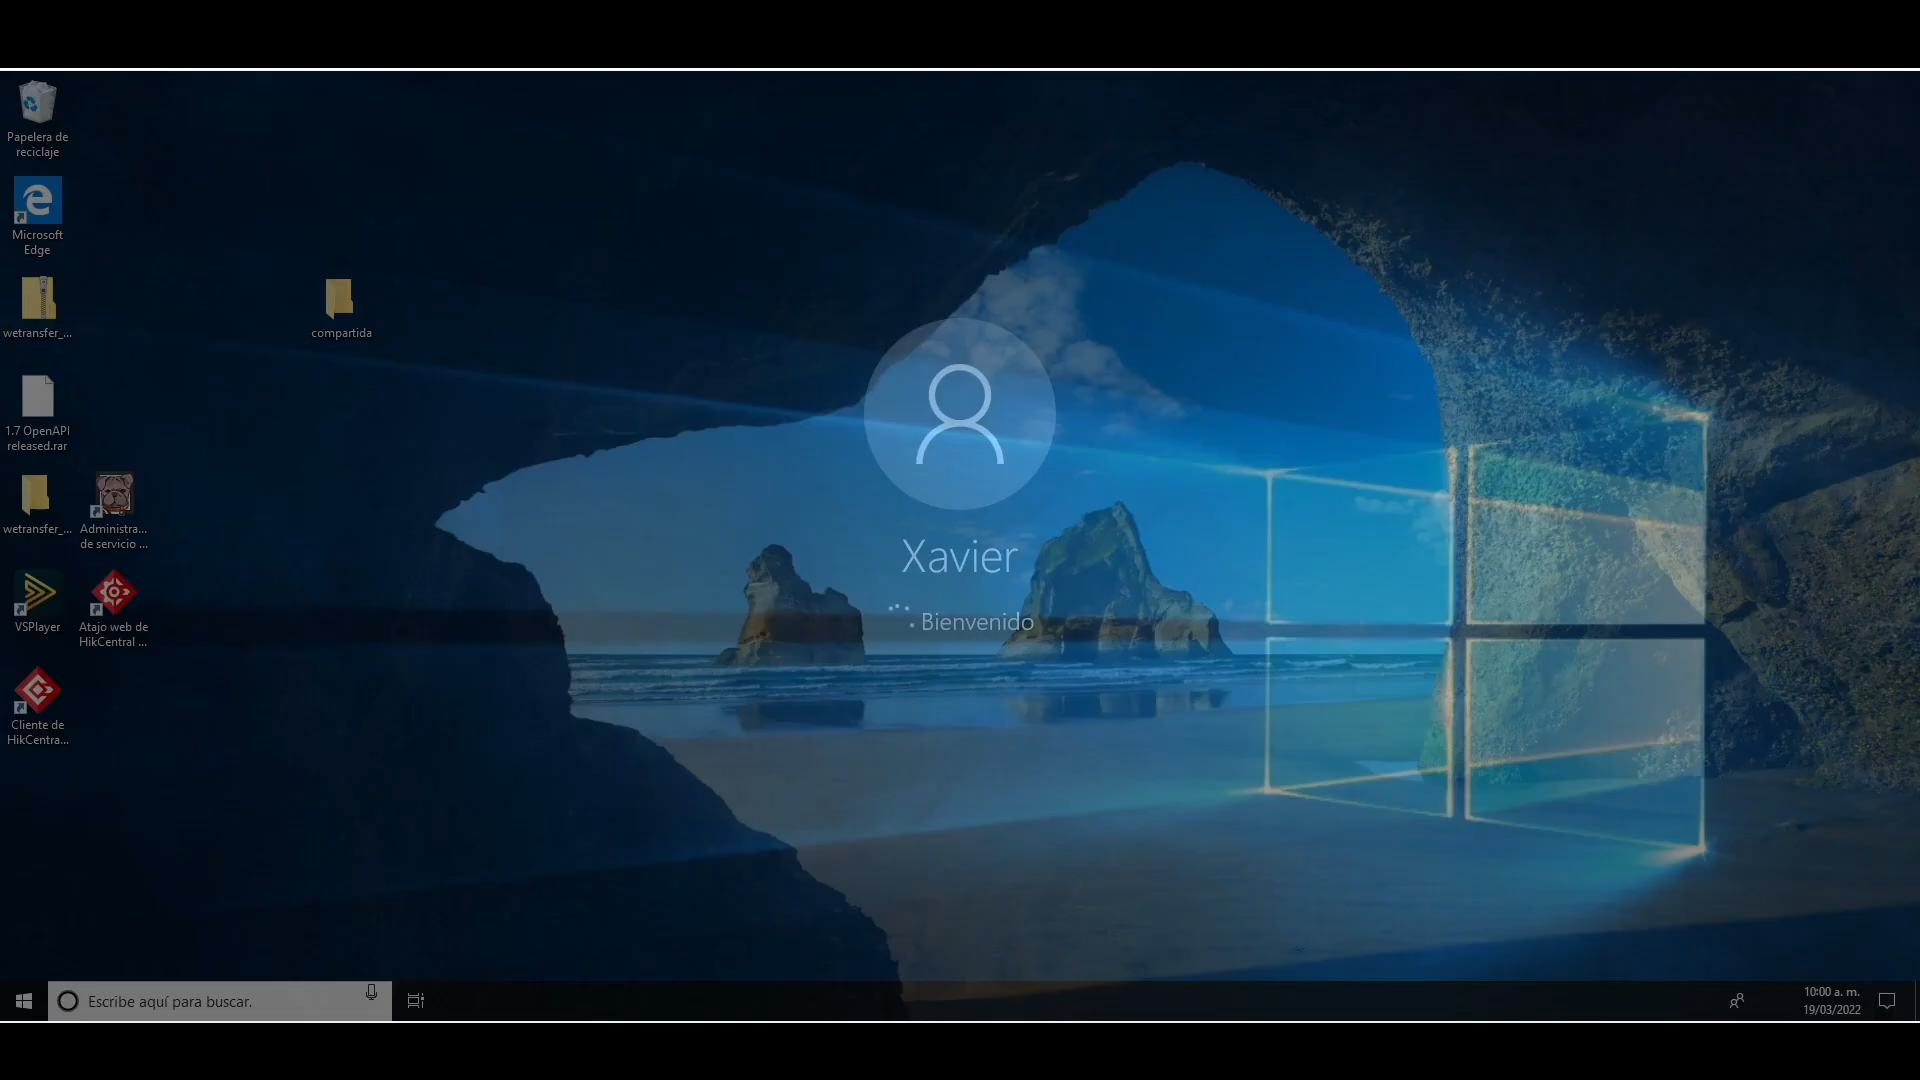 Papelera de
reciclaje
Microsoft
Edge
wetransfer_...
compartida
1.7 OpenAPI
released.rar
wetransfer_...
Administra...
de servicio ...
VSPlayer
Atajo web de
HikCentral ...
Cliente de
HikCentra...
Xavier
Bienvenido
Escribe aquí para buscar.
10:00 a. m.
19/03/2022